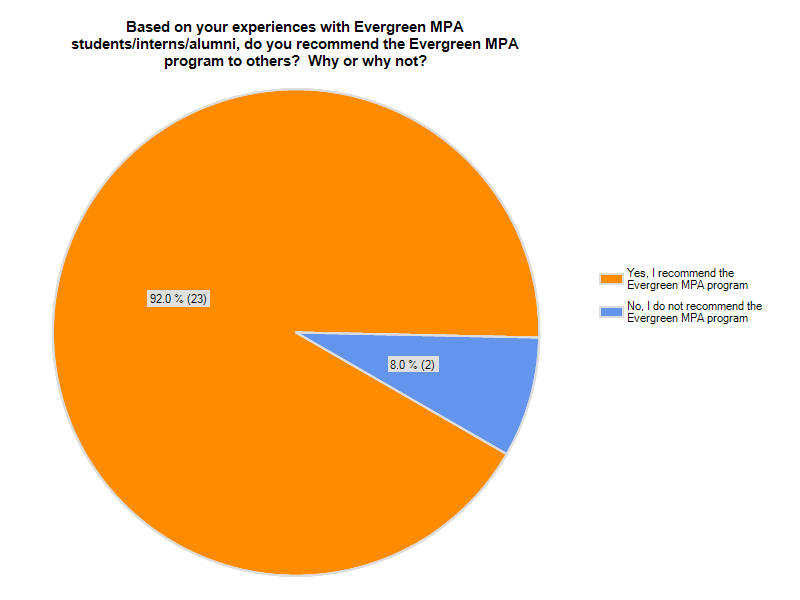 Based on your experiences with Evergreen MPA
students/interns/alumni, do you recommend the Evergreen MPA
program to others?  Why or why not?
92.0 % (23)
8.0 % (2)
Yes, I recommend the
Evergreen MPA program
No, I do not recommend the
Evergreen MPA program